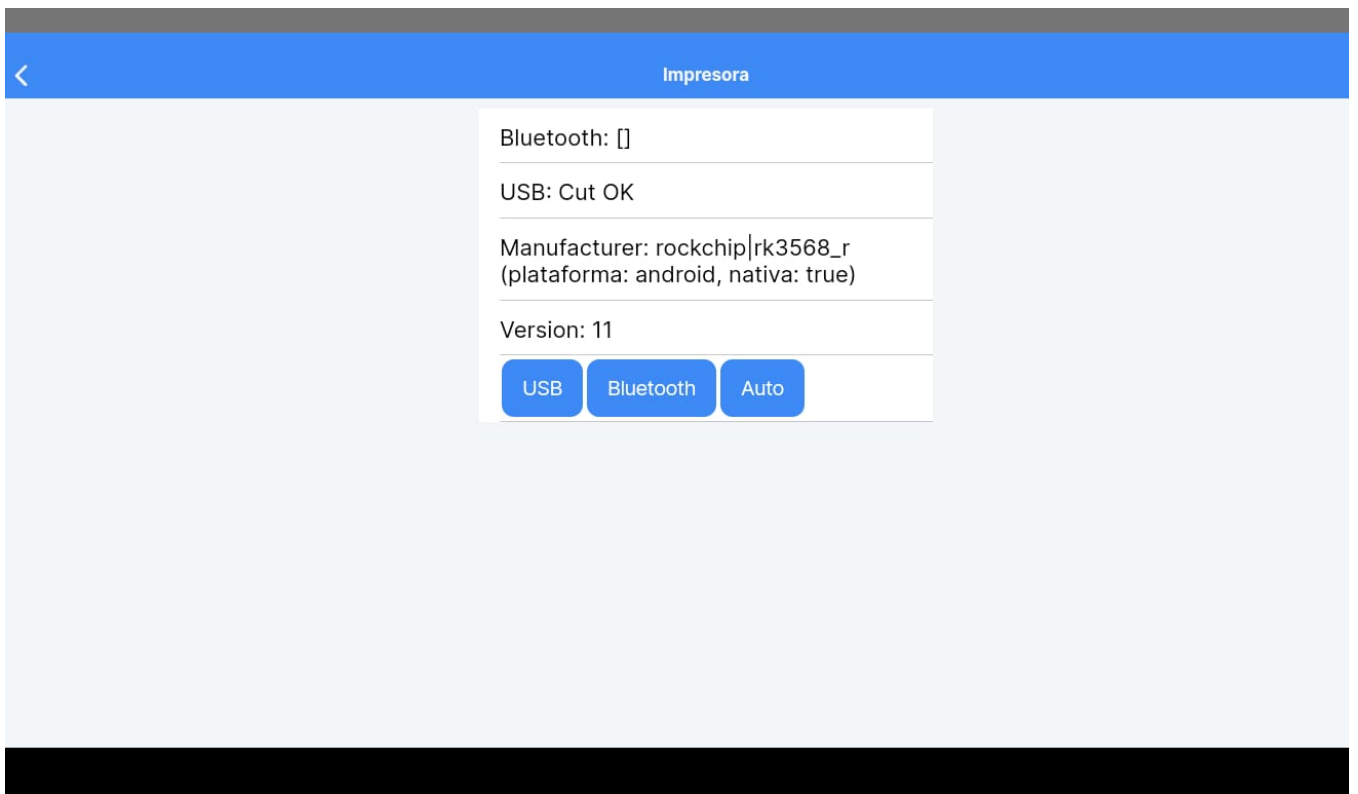 Impresora
Bluetooth: []
USB: Cut OK
Manufacturer: rockchip|rk3568_r
(plataforma: android, nativa: true)
Version: 11
USB Bluetooth Auto